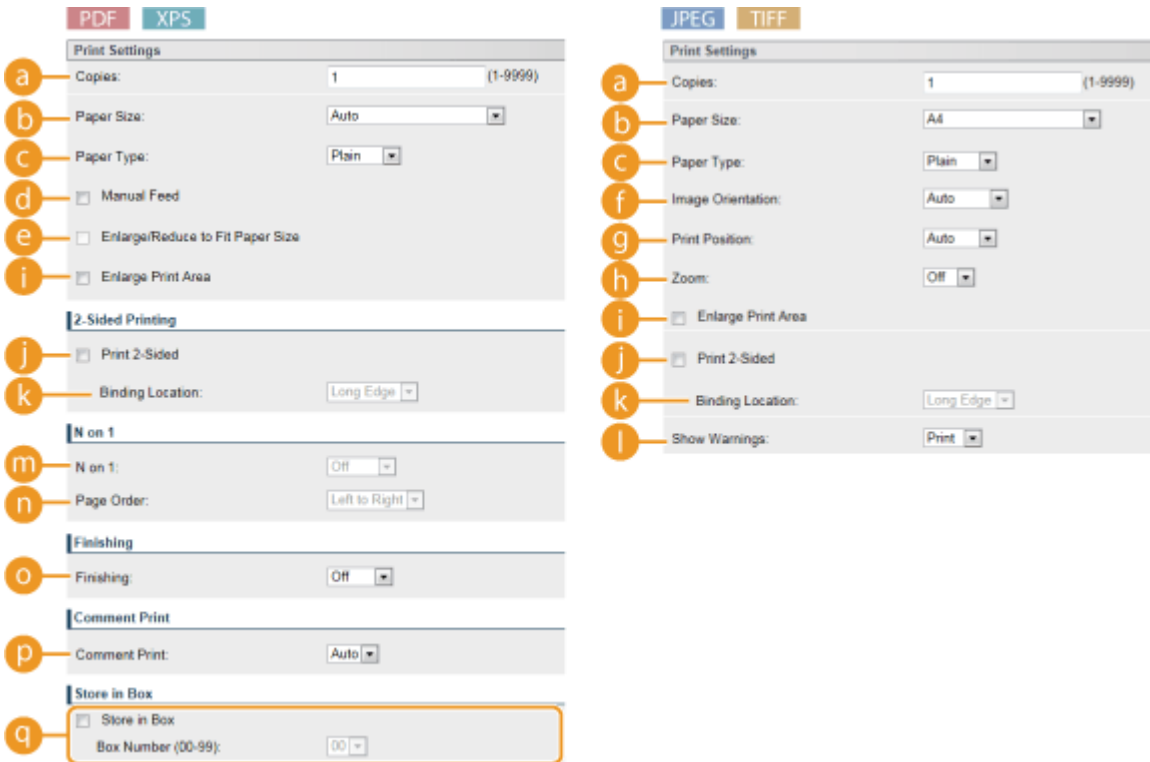 PDF XPS
Print Settings
a Copies: 1 (1-9999)
b Paper Size: Auto
c Paper Type: Plain
d Manual Feed
e Enlarge/Reduce to Fit Paper Size
i Enlarge Print Area
2-Sided Printing
j Print 2-Sided
k Binding Location: Long Edge
N on 1
m N on 1: Off
n Page Order: Left to Right
Finishing
o Finishing: Off
Comment Print
p Comment Print: Auto
Store in Box
q Store in Box
Box Number (00-99): 00
JPEG TIFF
Print Settings
a Copies: 1 (1-9999)
b Paper Size: A4
c Paper Type: Plain
f Image Orientation: Auto
g Print Position: Auto
h Zoom: Off
i Enlarge Print Area
j Print 2-Sided
k Binding Location: Long Edge
l Show Warnings: Print